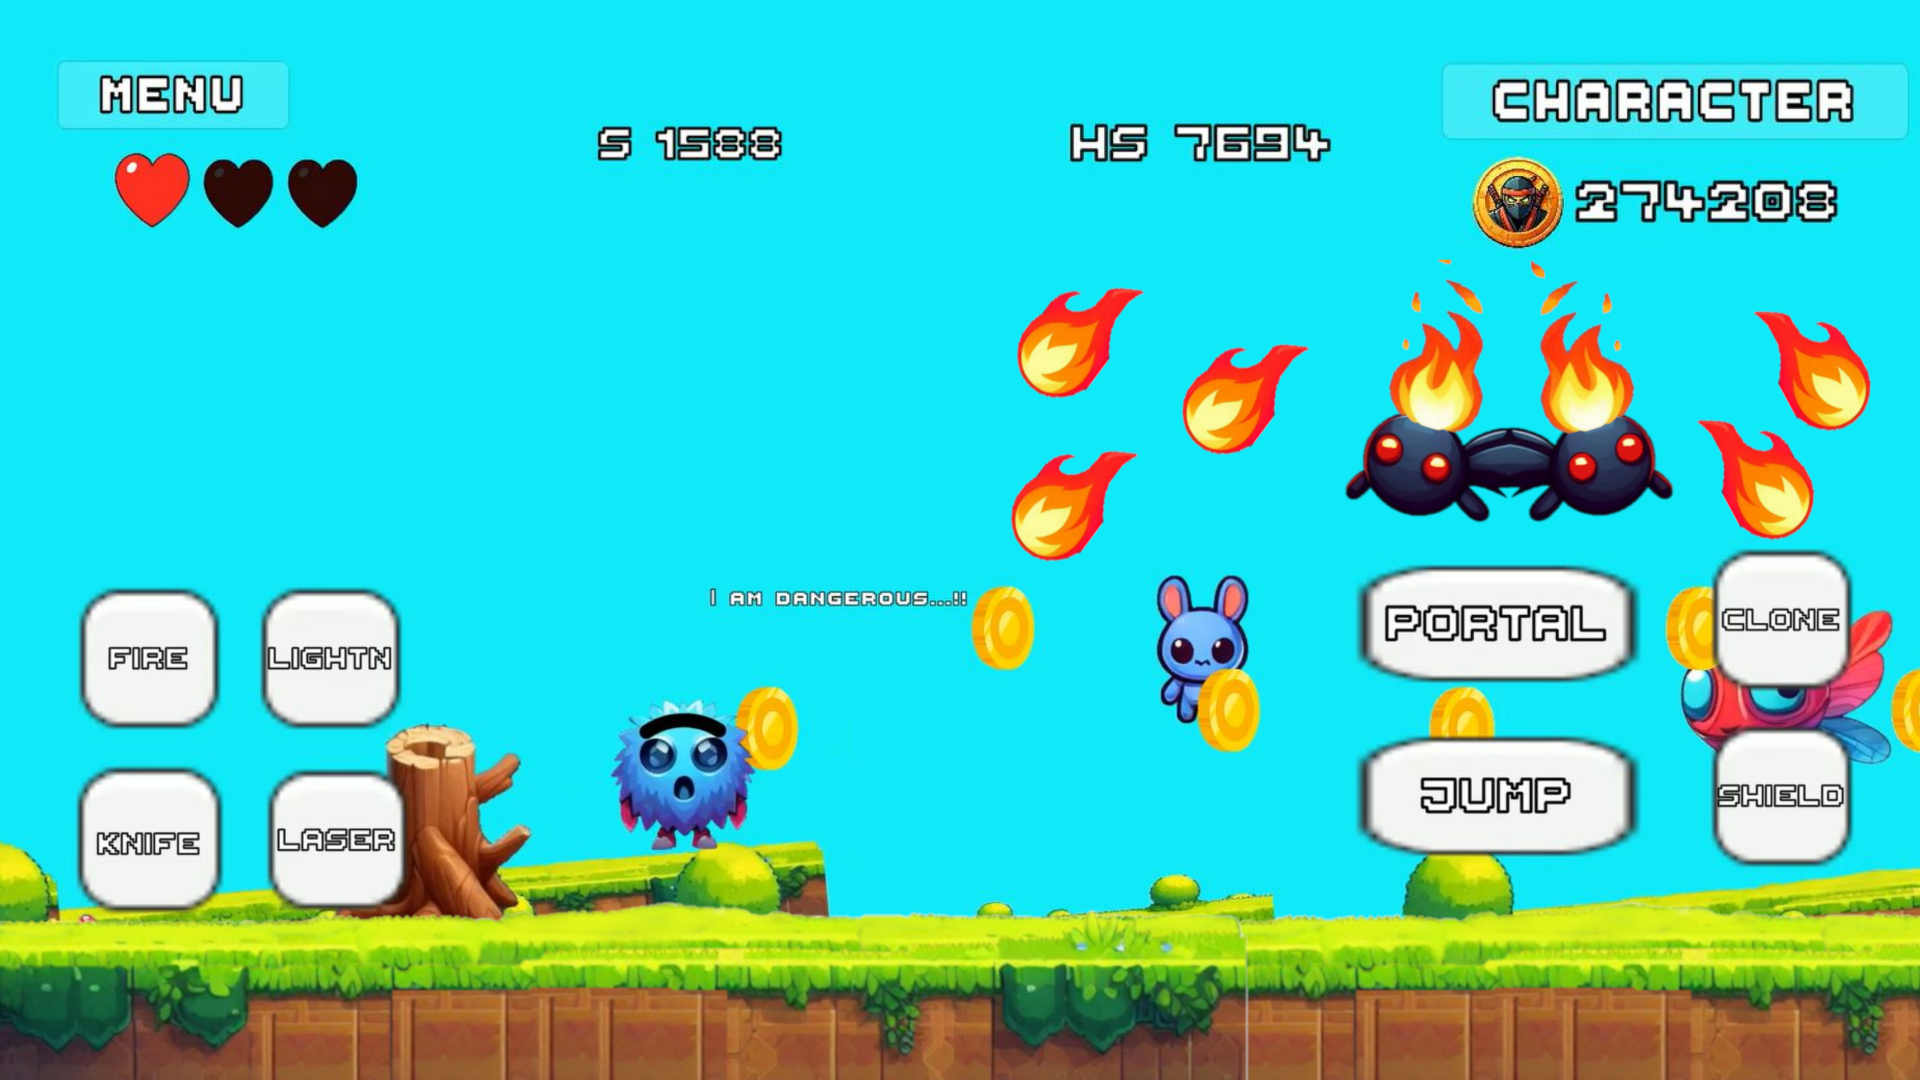 MENU
CHARACTER
S 1588
HS 7694
274208
I AM DANGEROUS...!!
FIRE
LIGHTN
PORTAL
CLONE
KNIFE
LASER
JUMP
SHIELD